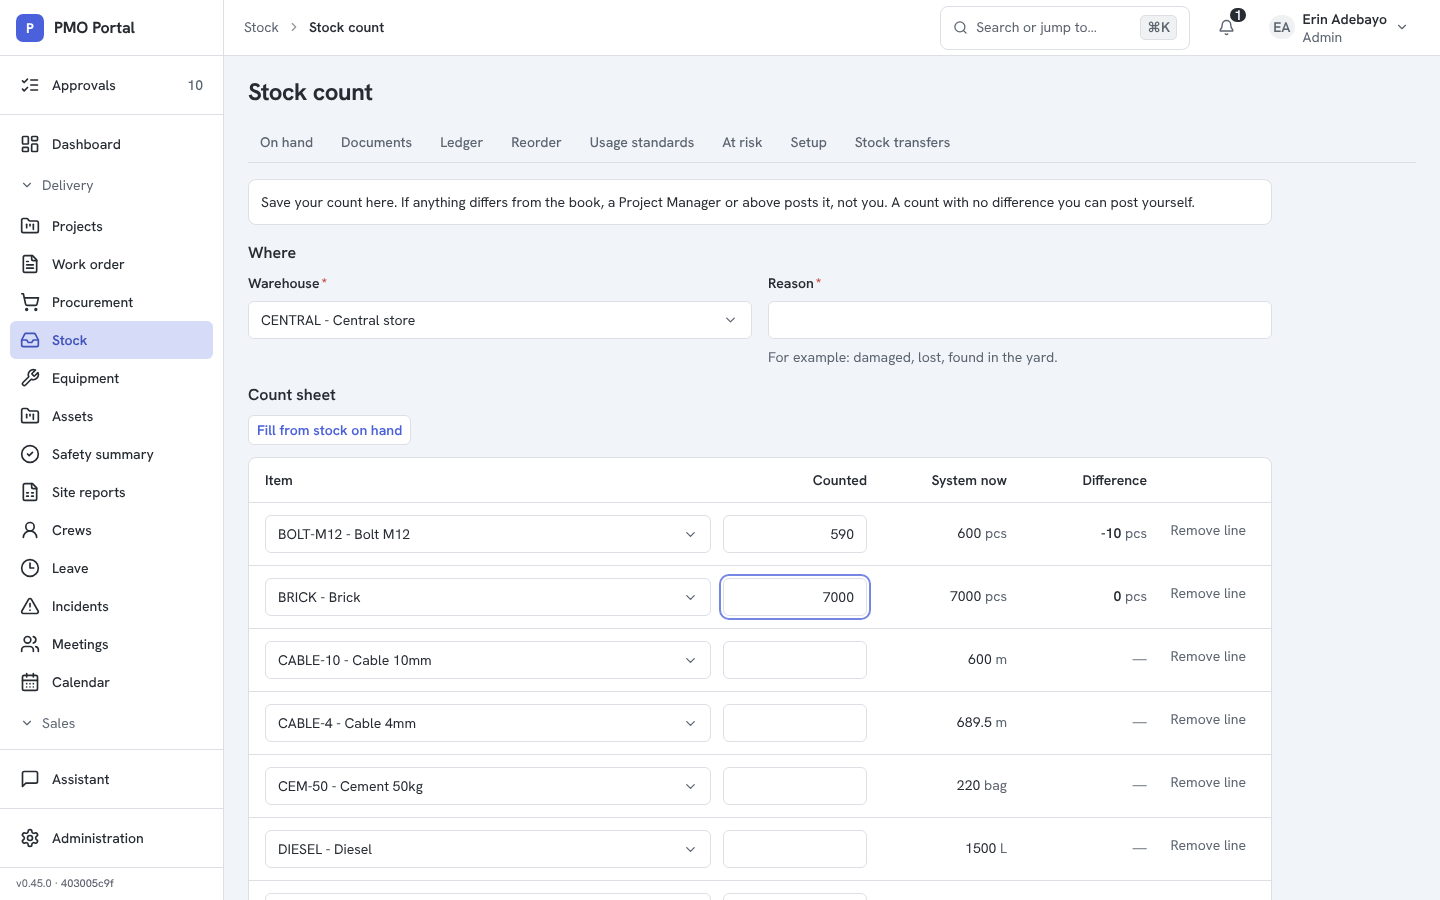 P PMO Portal
Stock > Stock count
Search or jump to... ⌘K
1
EA Erin Adebayo
Admin
Approvals 10
Dashboard
Delivery
Projects
Work order
Procurement
Stock
Equipment
Assets
Safety summary
Site reports
Crews
Leave
Incidents
Meetings
Calendar
Sales
Assistant
Administration
v0.45.0 · 403005c9f
Stock count
On hand Documents Ledger Reorder Usage standards At risk Setup Stock transfers
Save your count here. If anything differs from the book, a Project Manager or above posts it, not you. A count with no difference you can post yourself.
Where
Warehouse* Reason*
CENTRAL - Central store
For example: damaged, lost, found in the yard.
Count sheet
Fill from stock on hand
Item Counted System now Difference
BOLT-M12 - Bolt M12 590 600 pcs -10 pcs Remove line
BRICK - Brick 7000 7000 pcs 0 pcs Remove line
CABLE-10 - Cable 10mm 600 m — Remove line
CABLE-4 - Cable 4mm 689.5 m — Remove line
CEM-50 - Cement 50kg 220 bag — Remove line
DIESEL - Diesel 1500 L — Remove line